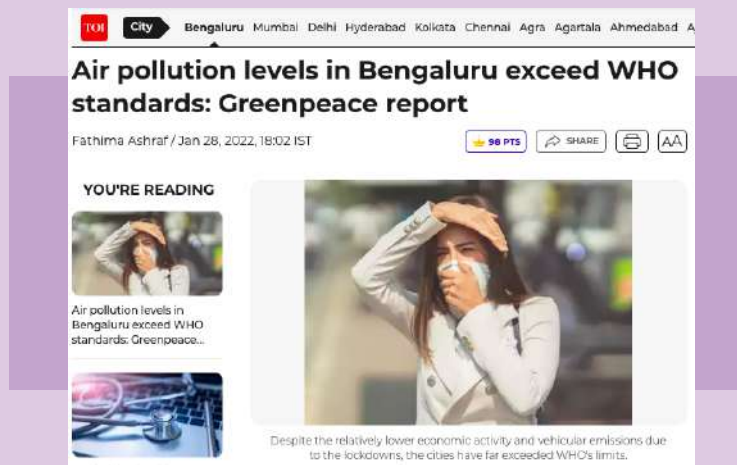 TOI City Bengaluru Mumbai Delhi Hyderabad Kolkata Chennai Agra Agartala Ahmedabad A
Air pollution levels in Bengaluru exceed WHO
standards: Greenpeace report
Fathima Ashraf / Jan 28, 2022, 18:02 IST
98 PTS SHARE AA
YOU'RE READING
Air pollution levels in
Bengaluru exceed WHO
standards: Greenpeace...
Despite the relatively lower economic activity and vehicular emissions due
to the lockdowns, the cities have far exceeded WHO's limits.